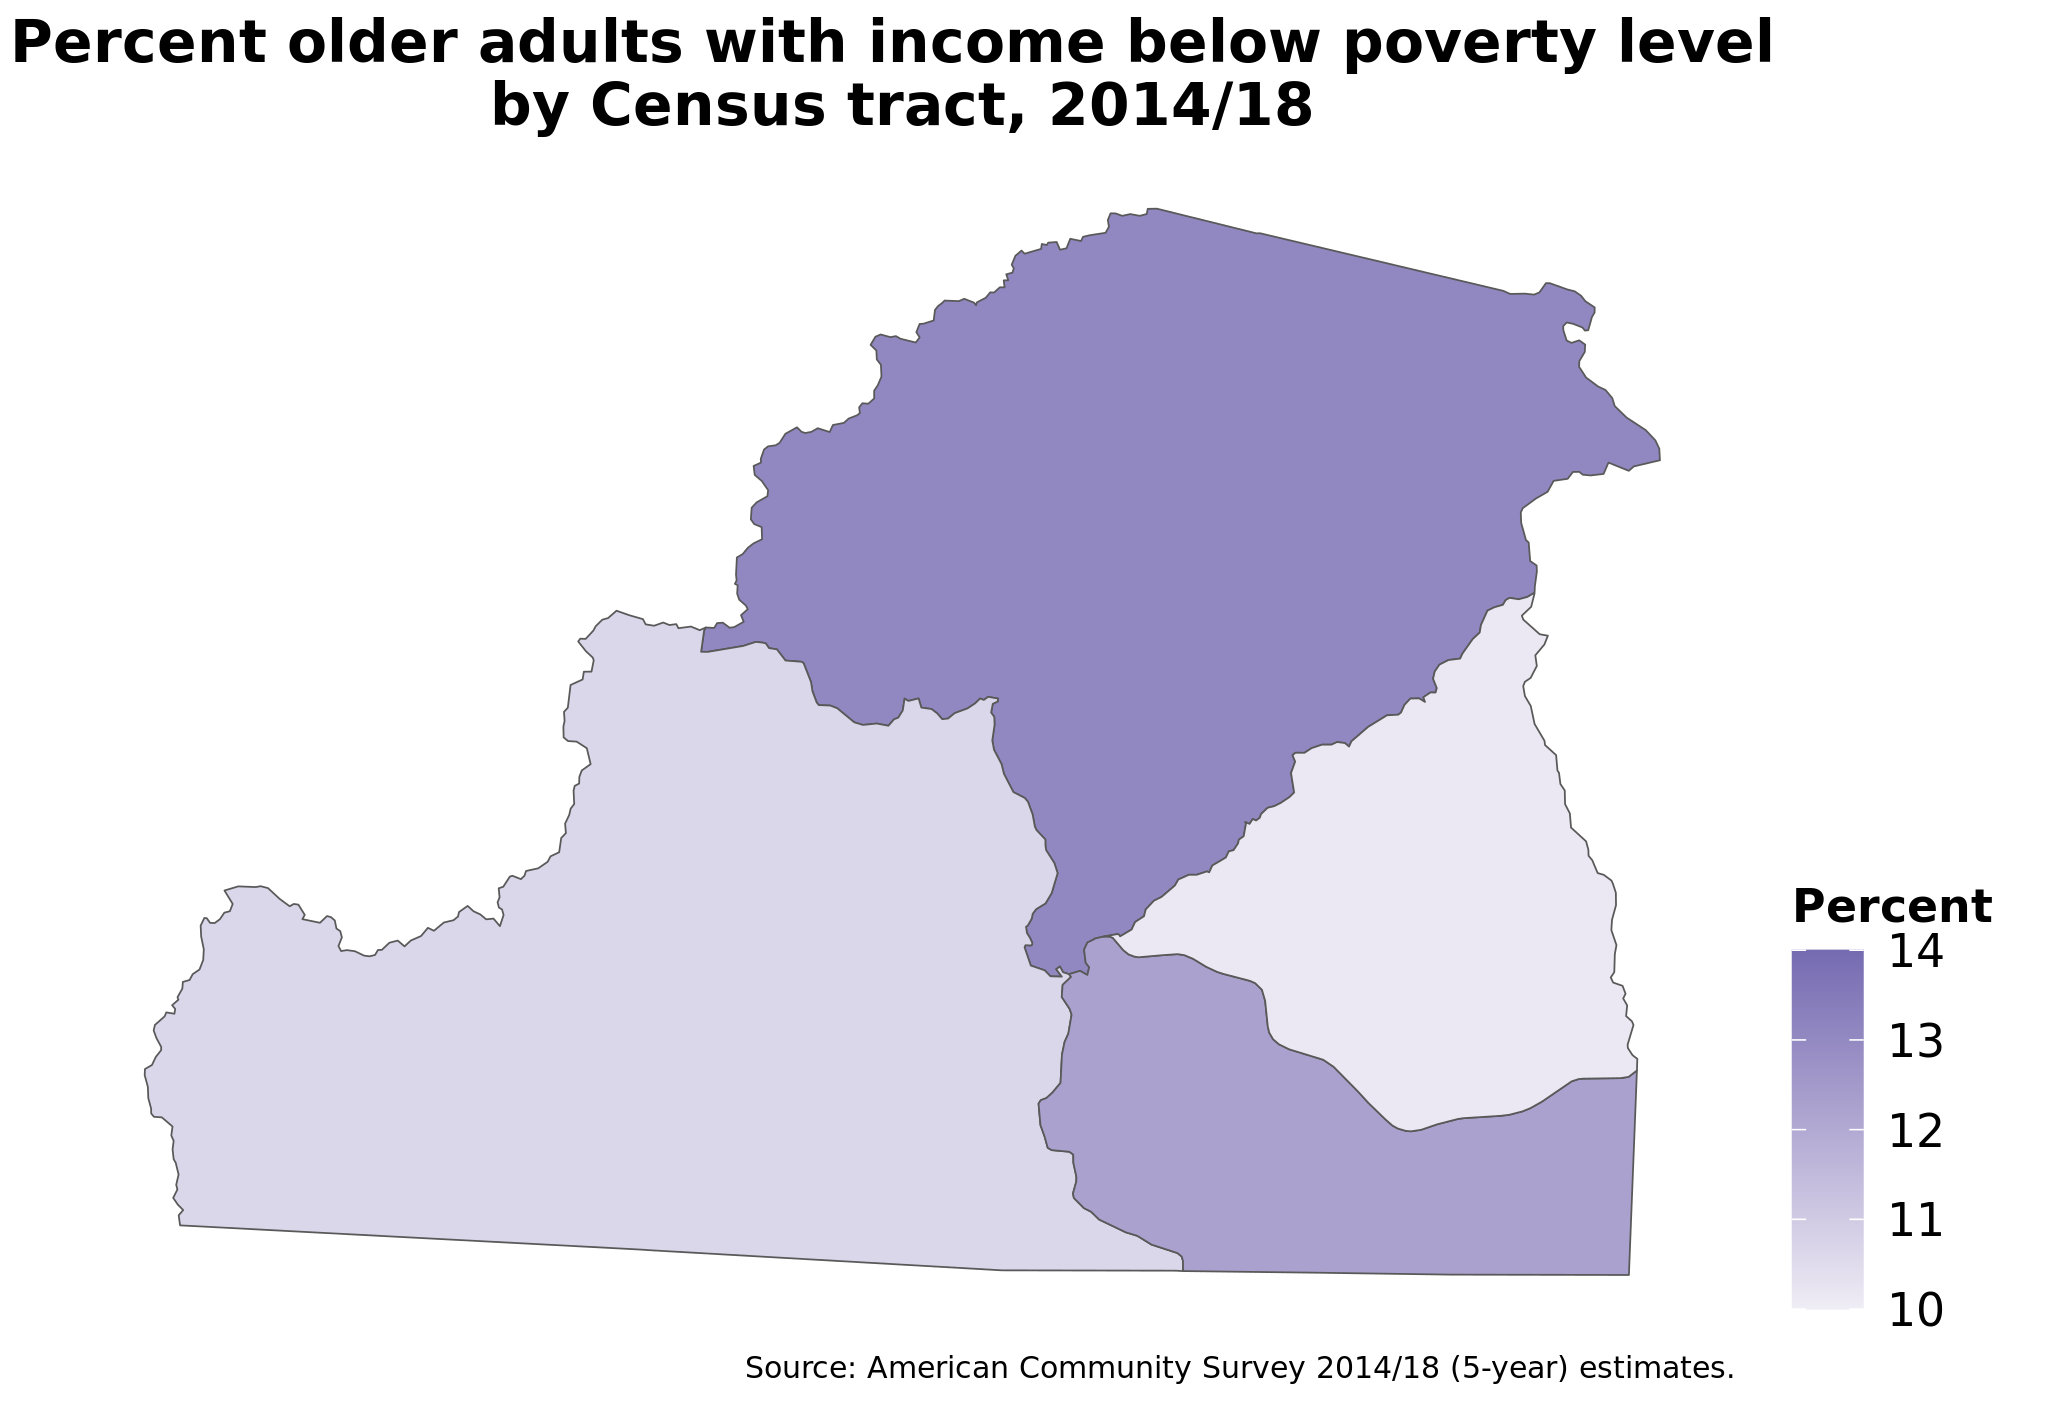 Percent older adults with income below poverty level
by Census tract, 2014/18
Percent
14
13
12
11
10
Source: American Community Survey 2014/18 (5-year) estimates.